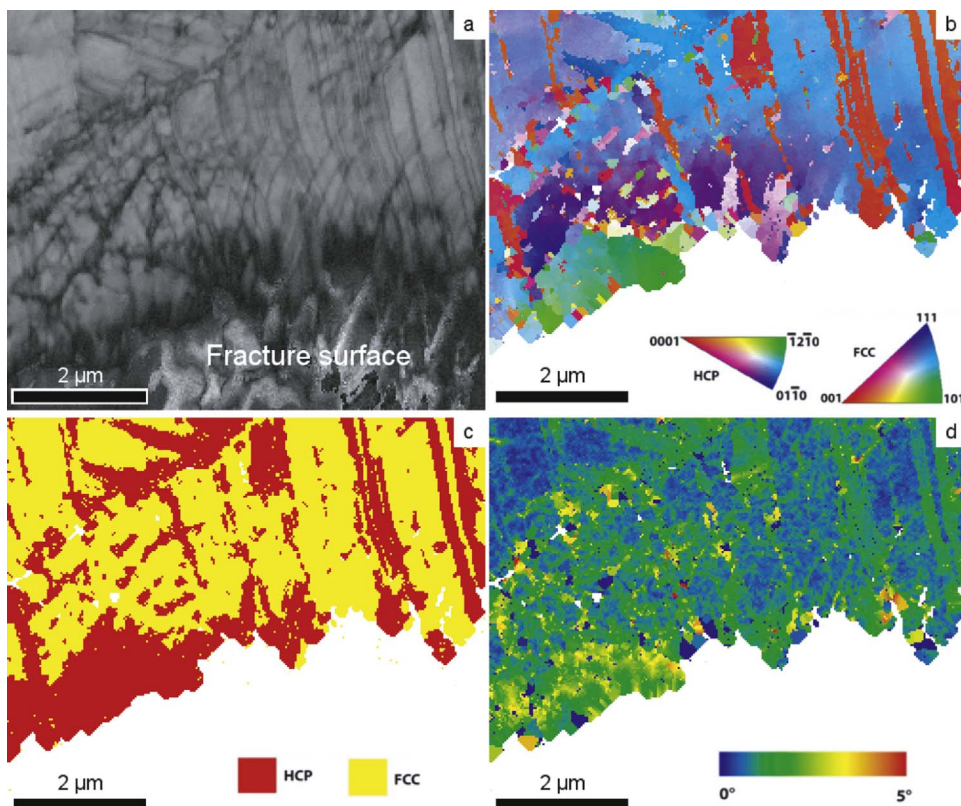 a
Fracture surface
2 µm
b
0001
1̅21̅0
HCP
011̅0
111
FCC
001
101
2 µm
c
HCP
FCC
2 µm
d
0°
5°
2 µm